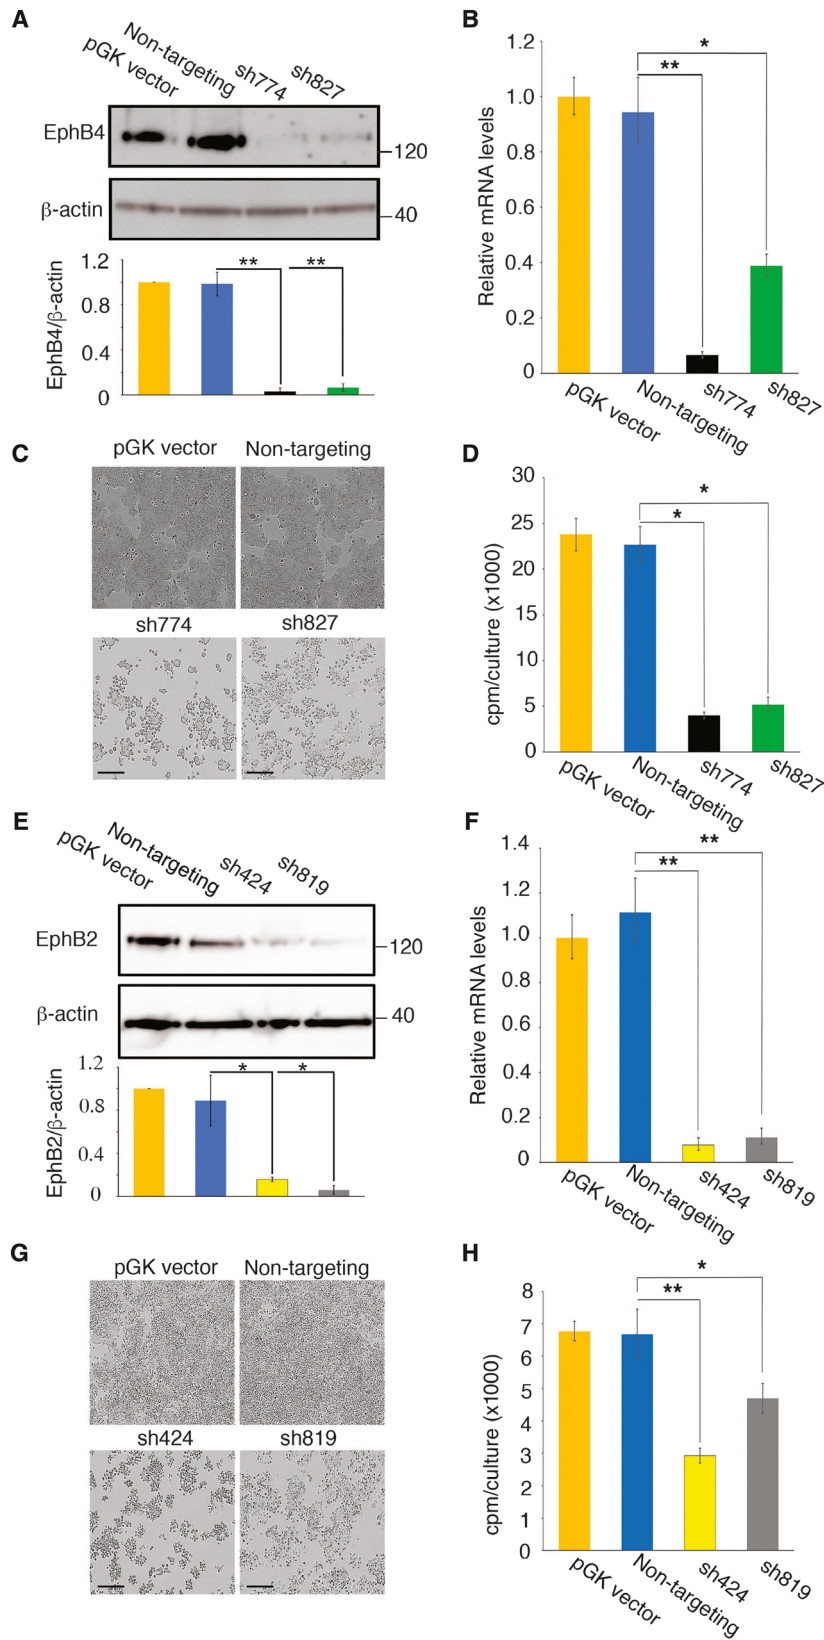 A
pGK vector
Non-targeting
sh774
sh827
EphB4
120
β-actin
40
EphB4/β-actin
1.2
0.8
0.4
0
**
**
B
Relative mRNA levels
1.2
1.0
0.8
0.6
0.4
0.2
0
**
*
pGK vector
Non-targeting
sh774
sh827
C
pGK vector
Non-targeting
sh774
sh827
D
cpm/culture (x1000)
30
25
20
15
10
5
0
*
*
pGK vector
Non-targeting
sh774
sh827
E
pGK vector
Non-targeting
sh424
sh819
EphB2
120
β-actin
40
EphB2/β-actin
1.2
0.8
0.4
0
*
*
F
Relative mRNA levels
1.4
1.2
1.0
0.8
0.6
0.4
0.2
0
**
**
pGK vector
Non-targeting
sh424
sh819
G
pGK vector
Non-targeting
sh424
sh819
H
cpm/culture (x1000)
8
7
6
5
4
3
2
1
0
**
*
pGK vector
Non-targeting
sh424
sh819